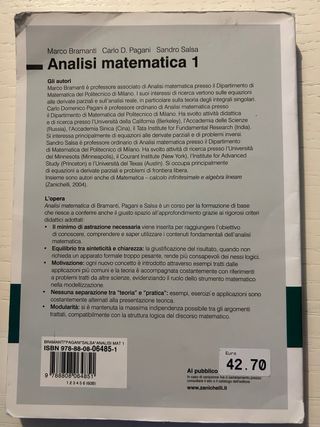 Marco Bramanti Carlo D. Pagani Sandro Salsa
Analisi matematica 1
Gli autori
Marco Bramanti è professore associato di Analisi matematica presso il Dipartimento di
Matematica del Politecnico di Milano. I suoi interessi di ricerca vertono sulle equazioni
alle derivate parziali e sull'analisi reale, in particolare sulla teoria degli integrali singolari.
Carlo Domenico Pagani è professore ordinario di Analisi matematica presso
il Dipartimento di Matematica del Politecnico di Milano. Ha svolto attività didattica
e di ricerca presso l'Università della California (Berkeley), l'Accademia delle Scienze
(Russia), l'Accademia Sinica (Cina), il Tata Institute for Fundamental Research (India).
Si interessa principalmente di equazioni alle derivate parziali e di problemi inversi.
Sandro Salsa è professore ordinario di Analisi matematica presso il Dipartimento
di Matematica del Politecnico di Milano. Ha svolto attività di ricerca presso l'Università
del Minnesota (Minneapolis), il Courant Institute (New York), l'Institute for Advanced
Study (Princeton) e l'Università del Texas (Austin). Si occupa principalmente
di equazioni a derivate parziali e problemi di frontiera libera.
Insieme sono autori anche di Matematica – calcolo infinitesimale e algebra lineare
(Zanichelli, 2004).
L'opera
Analisi matematica di Bramanti, Pagani e Salsa è un corso per la formazione di base
che riesce a conferire anche il giusto spazio all'approfondimento grazie ai rigorosi criteri
didattici adottati:
• Il minimo di astrazione necessaria viene inserita per raggiungere l'obiettivo
di conoscere, comprendere e saper utilizzare i contenuti fondamentali dell'analisi
matematica.
• Equilibrio tra sinteticità e chiarezza: la giustificazione del risultato, quando non
richieda un apparato formale troppo pesante, rende più consapevoli dei nessi logici.
• Motivazione: ogni nuovo concetto è introdotto attraverso esempi tratti dalle
applicazioni più comuni e la teoria è accompagnata costantemente con riferimenti
a problemi tratti da altre scienze, evidenziando il ruolo dello strumento matematico
nella modellizzazione.
• Nessuna separazione tra "teoria" e "pratica": esempi, esercizi e applicazioni sono
costantemente alternati alla presentazione teorica.
• Modularità: si è mantenuta la massima indipendenza possibile tra gli argomenti
trattati, compatibilmente con la struttura logica del discorso matematico.
BRAMANTI*PAGANI*SALSA*ANALISI MAT 1
ISBN 978-88-08-06485-1
9 788808 064851
1 2 3 4 5 6 (60B)
Euro
42.70
Al pubblico
www.zanichelli.it